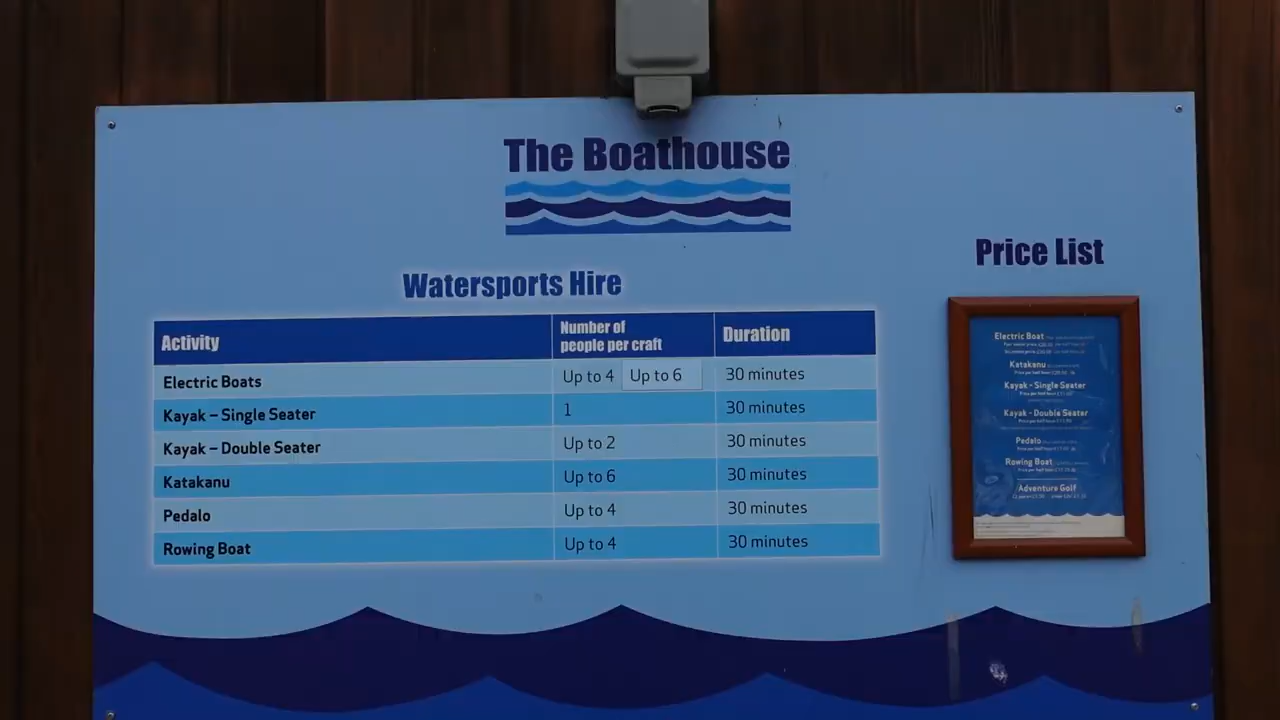 The Boathouse
Watersports Hire
Price List
Activity
Number of
people per craft
Duration
Electric Boats
Up to 4
Up to 6
30 minutes
Kayak – Single Seater
1
30 minutes
Kayak – Double Seater
Up to 2
30 minutes
Katakanu
Up to 6
30 minutes
Pedalo
Up to 4
30 minutes
Rowing Boat
Up to 4
30 minutes
Electric Boat
Katakanu
Kayak - Single Seater
Kayak - Double Seater
Pedalo
Rowing Boat
Adventure Golf